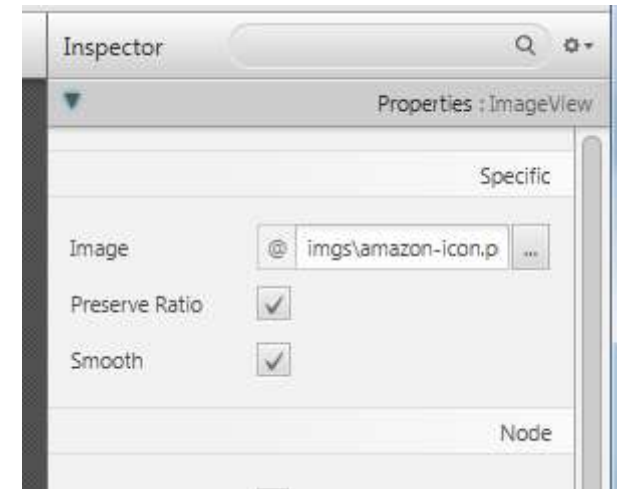 Inspector
Properties : ImageView
Specific
Image @ imgs\amazon-icon.p ...
Preserve Ratio
Smooth
Node